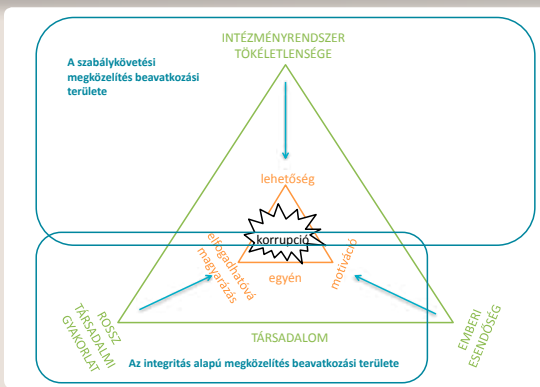 INTÉZMÉNYRENDSZER
TÖKÉLETLENSÉGE
A szabálykövetési
megközelítés beavatkozási
területe
lehetőség
korrupció
elfogadhatóvá
magyarázás
motiváció
egyén
ROSSZ
TÁRSADALMI
GYAKORLAT
TÁRSADALOM
EMBERI
ESENDŐSÉG
Az integritás alapú megközelítés beavatkozási területe